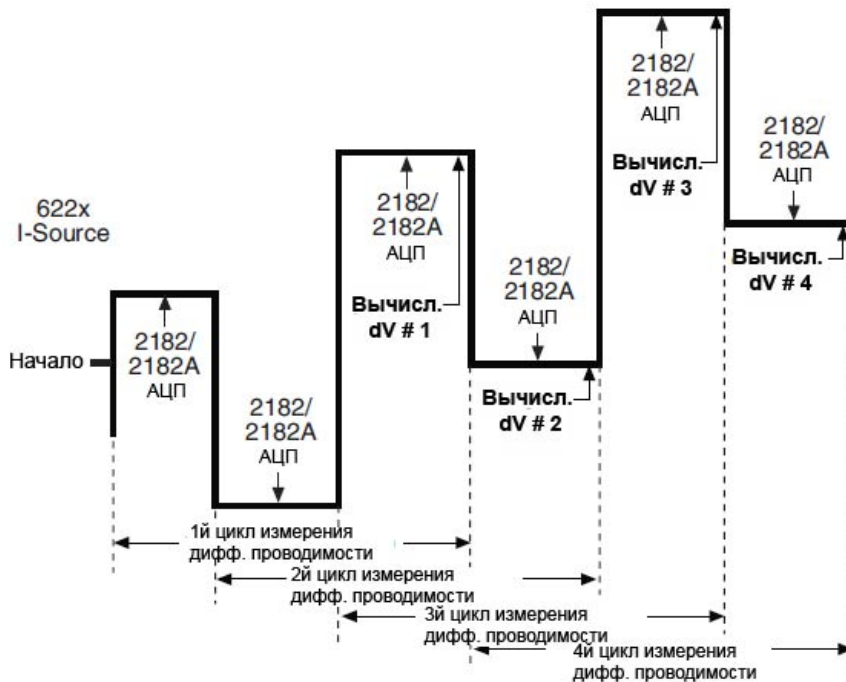 2182/
2182A
АЦП
2182/
2182A
АЦП
Вычисл.
dV # 3
622x
I-Source
2182/
2182A
АЦП
2182/
2182A
АЦП
Вычисл.
dV # 4
Вычисл.
dV # 1
Начало
2182/
2182A
АЦП
Вычисл.
dV # 2
2182/
2182A
АЦП
1й цикл измерения
дифф. проводимости
2й цикл измерения
дифф. проводимости
3й цикл измерения
дифф. проводимости
4й цикл измерения
дифф. проводимости